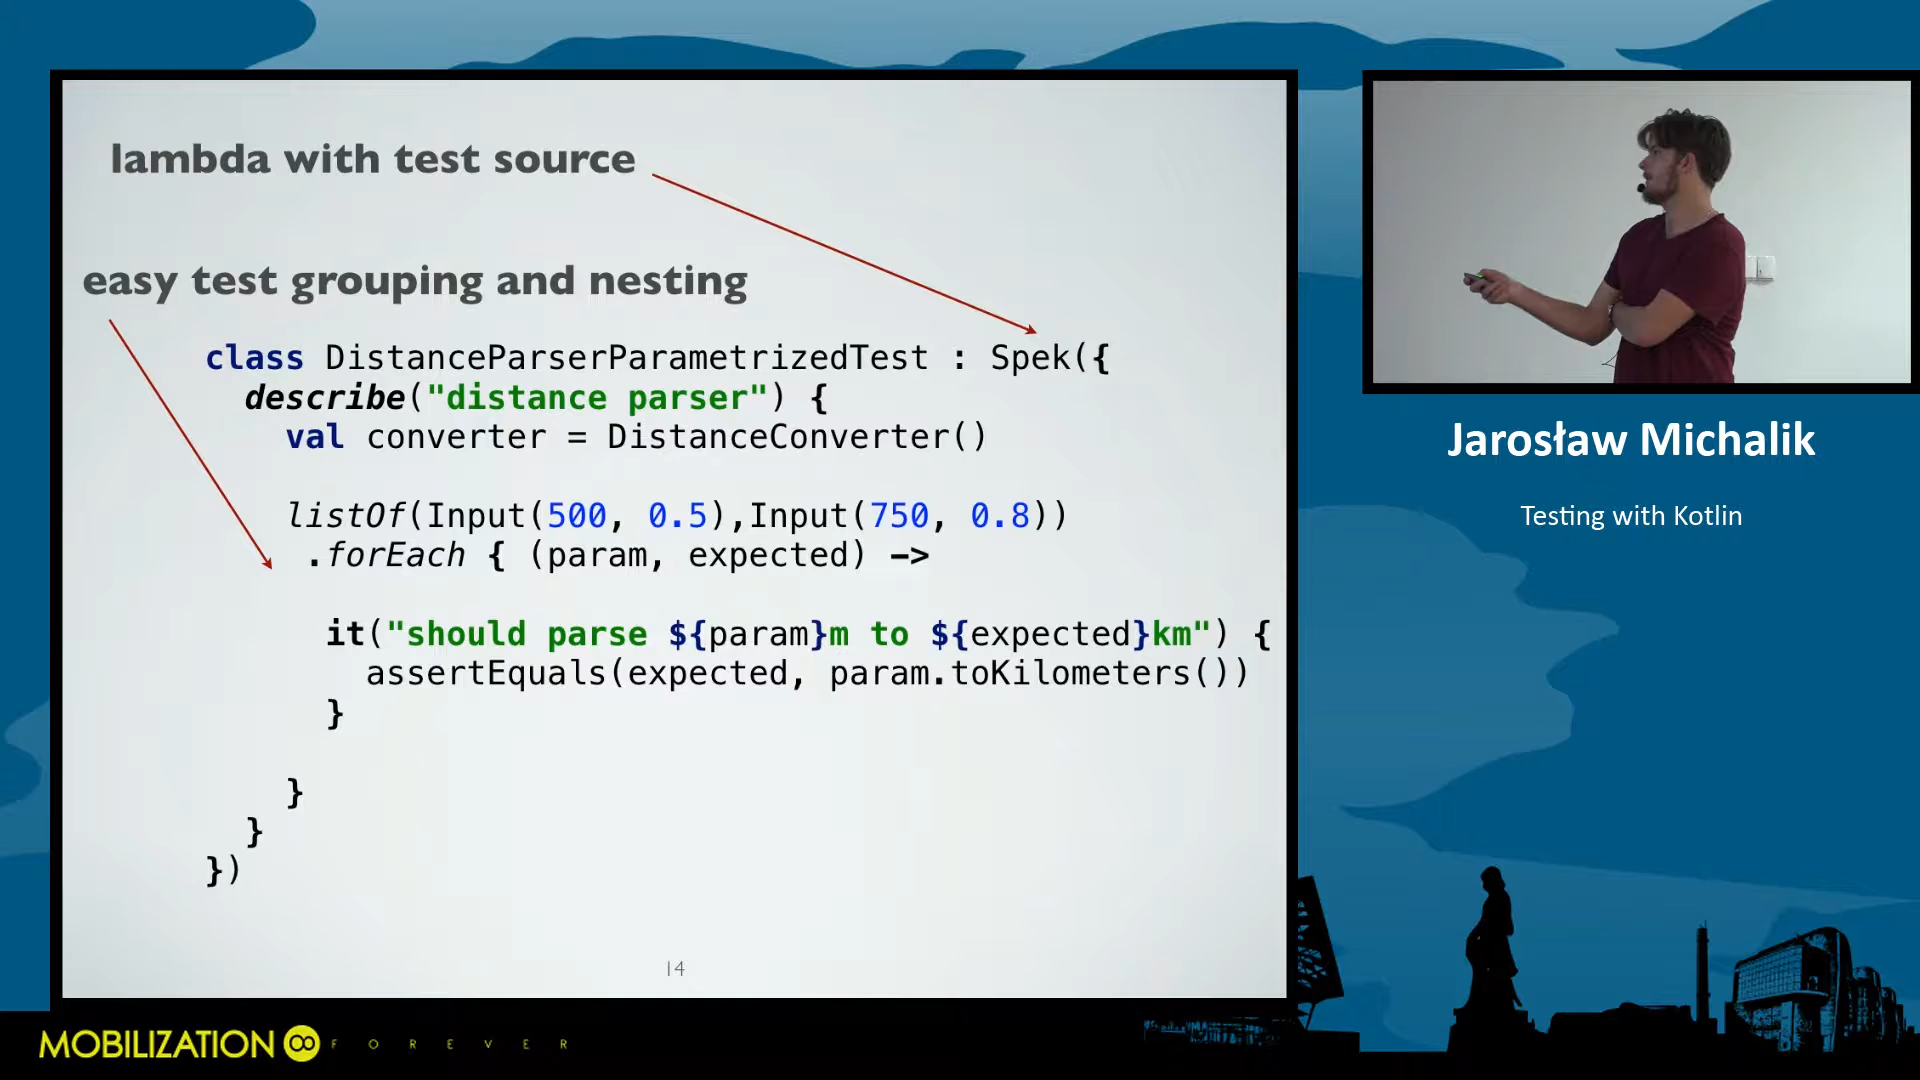 lambda with test source
easy test grouping and nesting
class DistanceParserParametrizedTest : Spek({
describe("distance parser") {
val converter = DistanceConverter()
listOf(Input(500, 0.5),Input(750, 0.8))
.forEach { (param, expected) ->
it("should parse ${param}m to ${expected}km") {
assertEquals(expected, param.toKilometers())
}
}
}
})
14
Jarosław Michalik
Testing with Kotlin
MOBILIZATION FOREVER